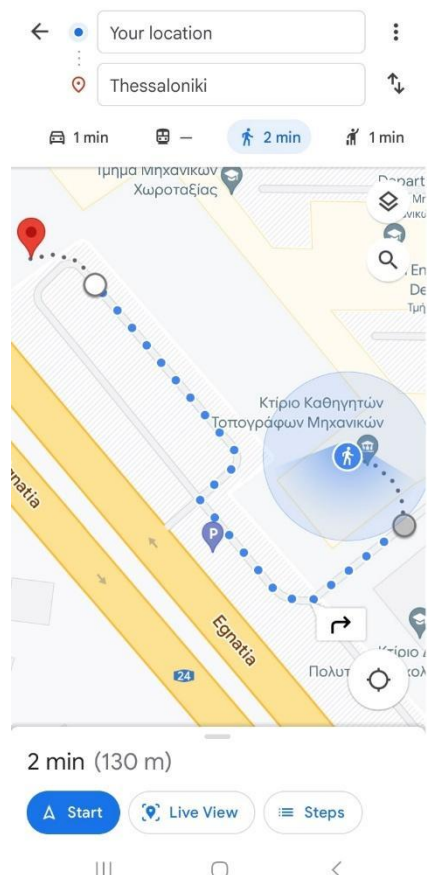 Your location
Thessaloniki
1 min
—
2 min
1 min
Τμήμα Μηχανικών
Χωροταξίας
Depart
Κτίριο Καθηγητών
Τοπογράφων Μηχανικών
P
Egnatia
Egnatia
24
2 min (130 m)
Start
Live View
Steps